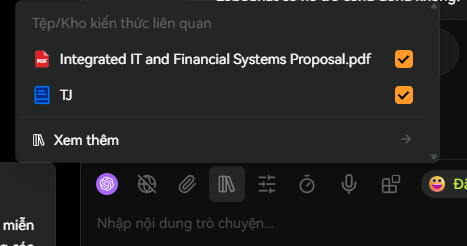 Tệp/Kho kiến thức liên quan
Integrated IT and Financial Systems Proposal.pdf
TJ
Xem thêm
miễn
Nhập nội dung trò chuyện...